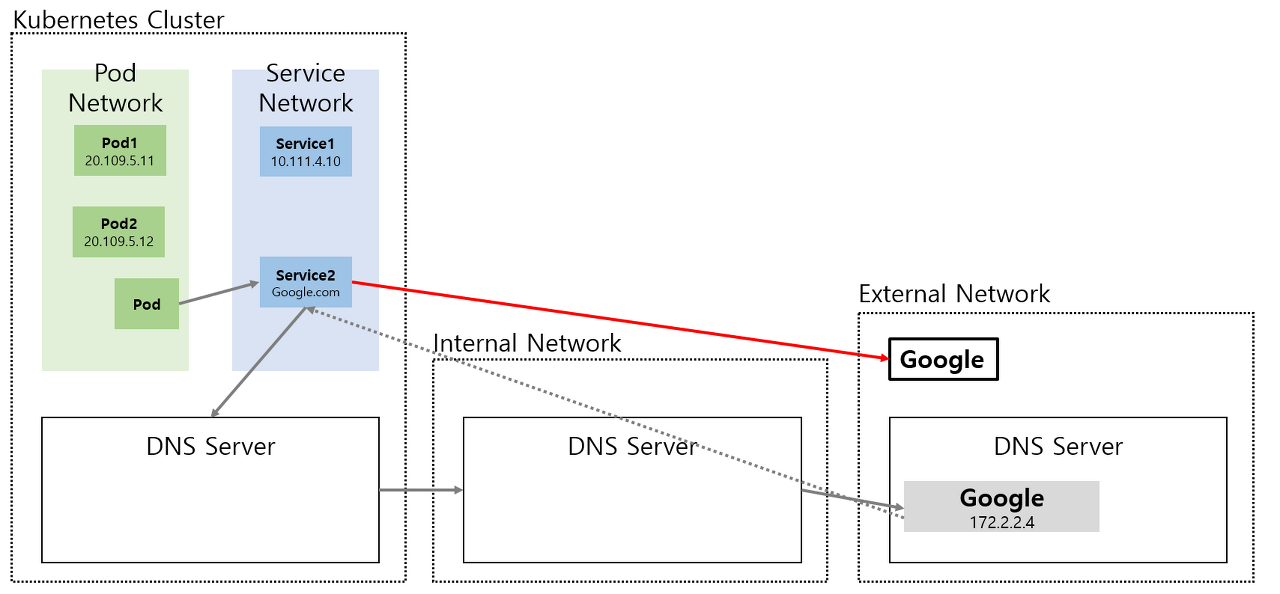 Kubernetes Cluster
Pod
Network
Pod1
20.109.5.11
Pod2
20.109.5.12
Pod
Service
Network
Service1
10.111.4.10
Service2
Google.com
DNS Server
Internal Network
DNS Server
External Network
Google
DNS Server
Google
172.2.2.4